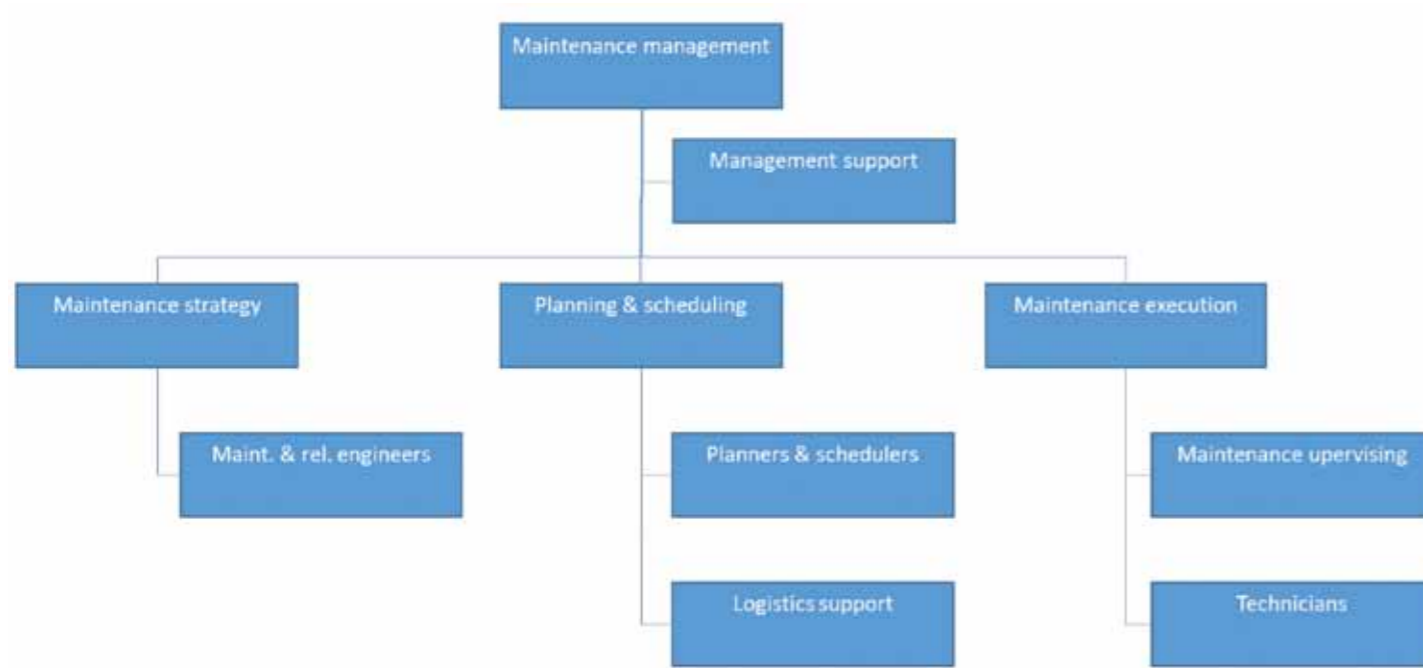 Maintenance management
Management support
Maintenance strategy
Planning & scheduling
Maintenance execution
Maint. & rel. engineers
Planners & schedulers
Maintenance upervising
Logistics support
Technicians